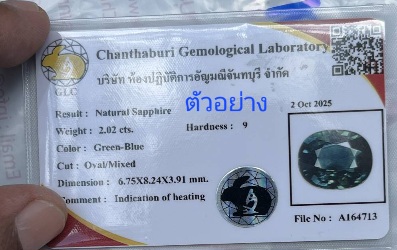 Chanthaburi Gemological Laboratory
บริษัท ห้องปฏิบัติการอัญมณีจันทบุรี จำกัด
GLC
ตัวอย่าง
2 Oct 2025
Result : Natural Sapphire
Weight : 2.02 cts.
Hardness : 9
Color : Green-Blue
Cut : Oval/Mixed
Dimension : 6.75X8.24X3.91 mm.
Comment : Indication of heating
File No : A164713